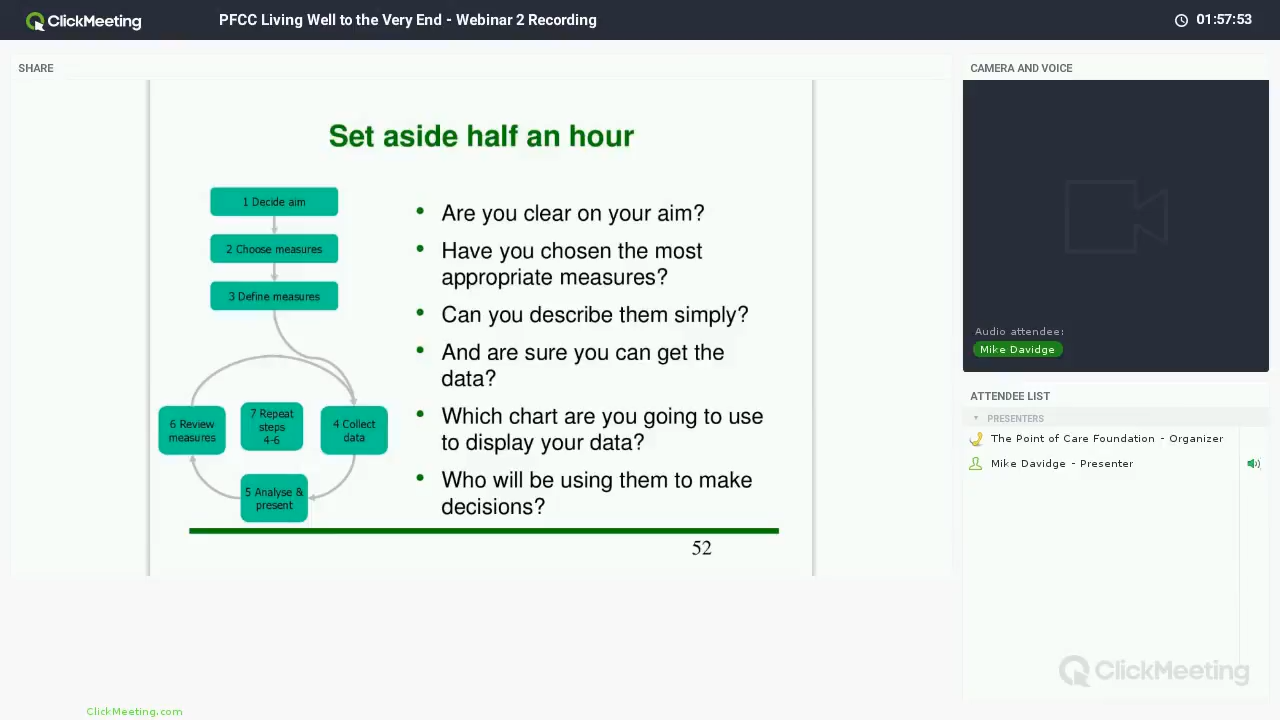 ClickMeeting
PFCC Living Well to the Very End - Webinar 2 Recording
01:57:53
SHARE
Set aside half an hour
1 Decide aim
2 Choose measures
3 Define measures
6 Review
measures
7 Repeat
steps
4-6
4 Collect
data
5 Analyse &
present
• Are you clear on your aim?
• Have you chosen the most
appropriate measures?
• Can you describe them simply?
• And are sure you can get the
data?
• Which chart are you going to use
to display your data?
• Who will be using them to make
decisions?
52
CAMERA AND VOICE
Audio attendee:
Mike Davidge
ATTENDEE LIST
PRESENTERS
The Point of Care Foundation - Organizer
Mike Davidge - Presenter
ClickMeeting
ClickMeeting.com